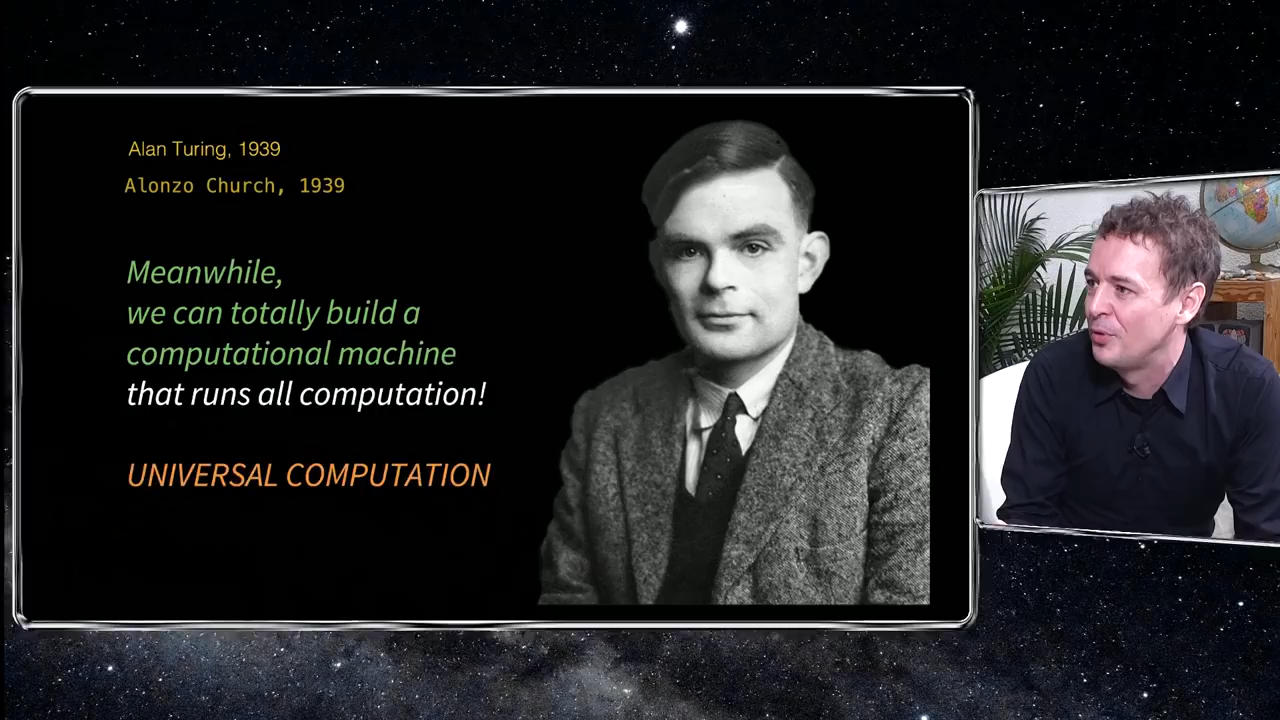 Alan Turing, 1939
Alonzo Church, 1939
Meanwhile,
we can totally build a
computational machine
that runs all computation!
UNIVERSAL COMPUTATION